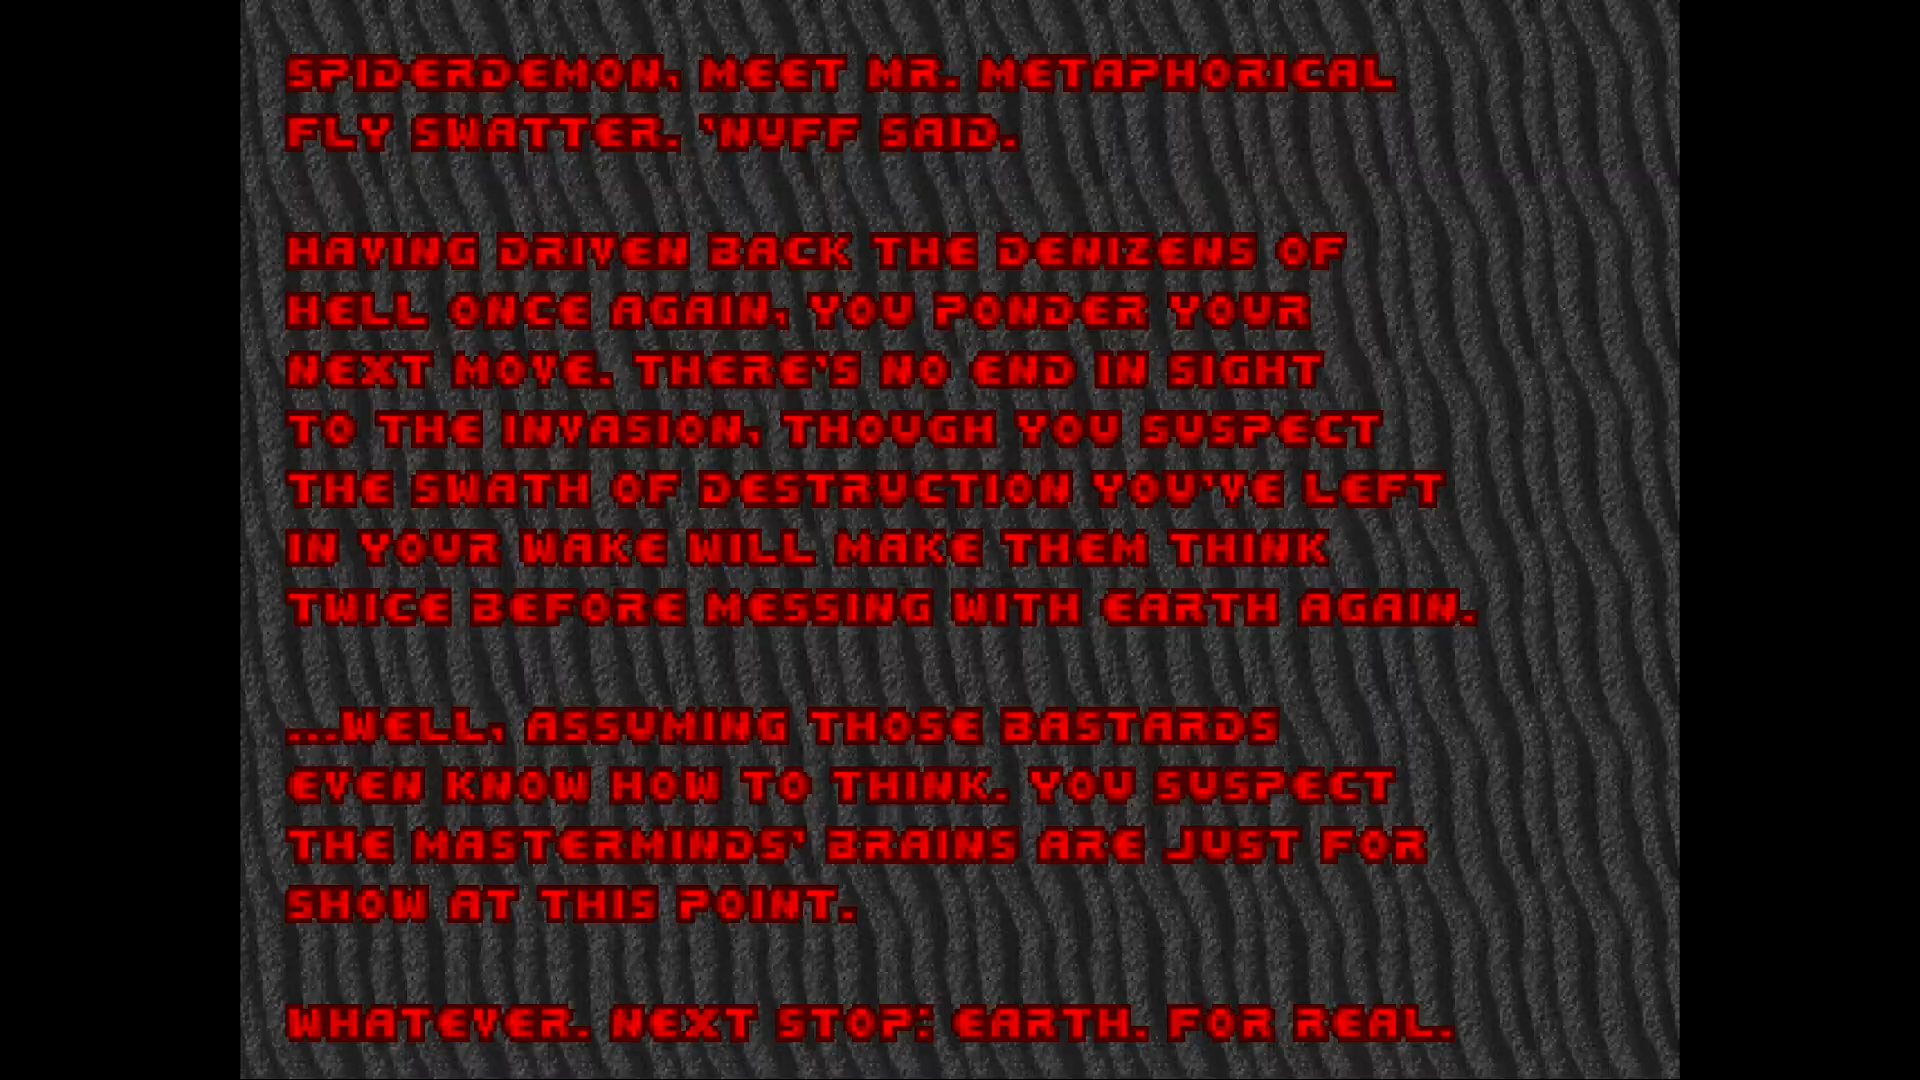 SPIDERDEMON, MEET MR. METAPHORICAL
FLY SWATTER. 'NUFF SAID.
HAVING DRIVEN BACK THE DENIZENS OF
HELL ONCE AGAIN, YOU PONDER YOUR
NEXT MOVE. THERE'S NO END IN SIGHT
TO THE INVASION, THOUGH YOU SUSPECT
THE SWATH OF DESTRUCTION YOU'VE LEFT
IN YOUR WAKE WILL MAKE THEM THINK
TWICE BEFORE MESSING WITH EARTH AGAIN.
...WELL, ASSUMING THOSE BASTARDS
EVEN KNOW HOW TO THINK. YOU SUSPECT
THE MASTERMINDS' BRAINS ARE JUST FOR
SHOW AT THIS POINT.
WHATEVER. NEXT STOP: EARTH. FOR REAL.